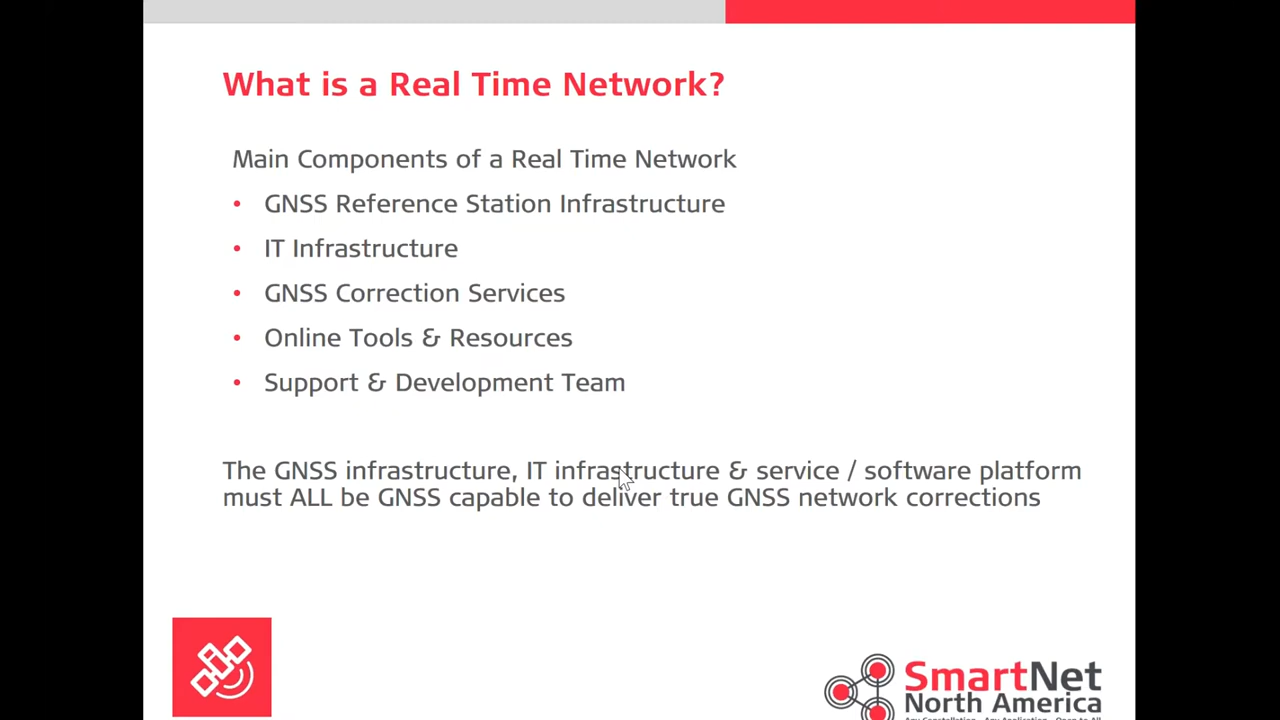 What is a Real Time Network?
Main Components of a Real Time Network
• GNSS Reference Station Infrastructure
• IT Infrastructure
• GNSS Correction Services
• Online Tools & Resources
• Support & Development Team
The GNSS infrastructure, IT infrastructure & service / software platform
must ALL be GNSS capable to deliver true GNSS network corrections
SmartNet
North America